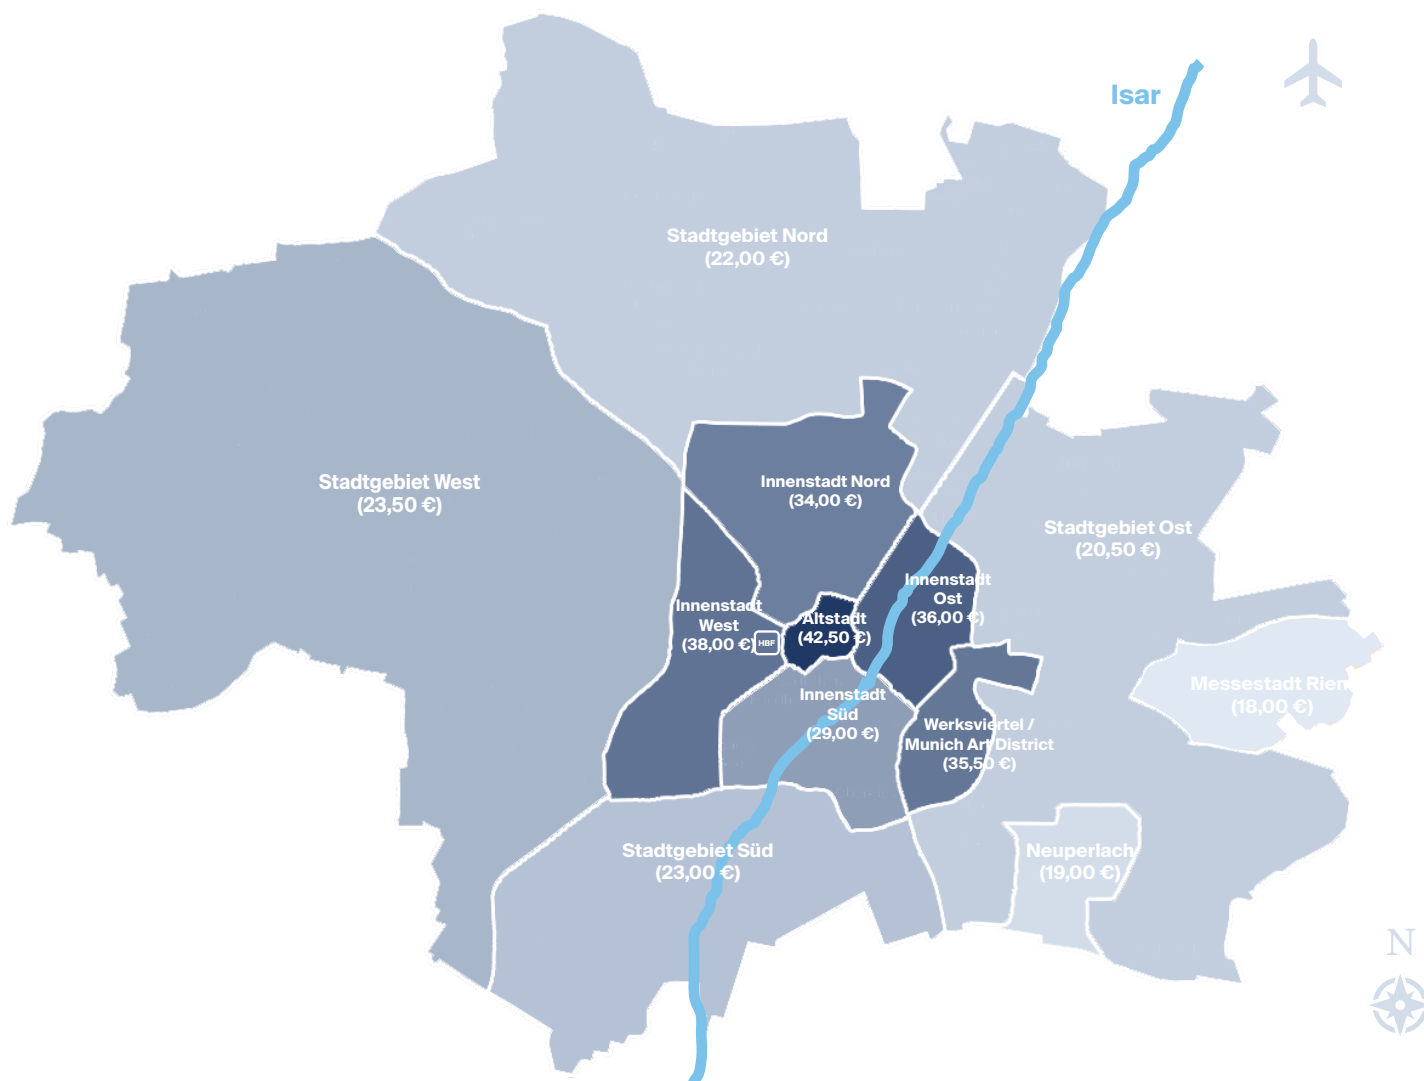 Isar
Stadtgebiet Nord
(22,00 €)
Stadtgebiet West
(23,50 €)
Innenstadt Nord
(34,00 €)
Stadtgebiet Ost
(20,50 €)
Innenstadt
Ost
(36,00 €)
Innenstadt
West
(38,00 €)
HBF
Altstadt
(42,50 €)
Messestadt Riem
(18,00 €)
Innenstadt
Süd
(29,00 €)
Werksviertel /
Munich Art District
(35,50 €)
Stadtgebiet Süd
(23,00 €)
Neuperlach
(19,00 €)
N